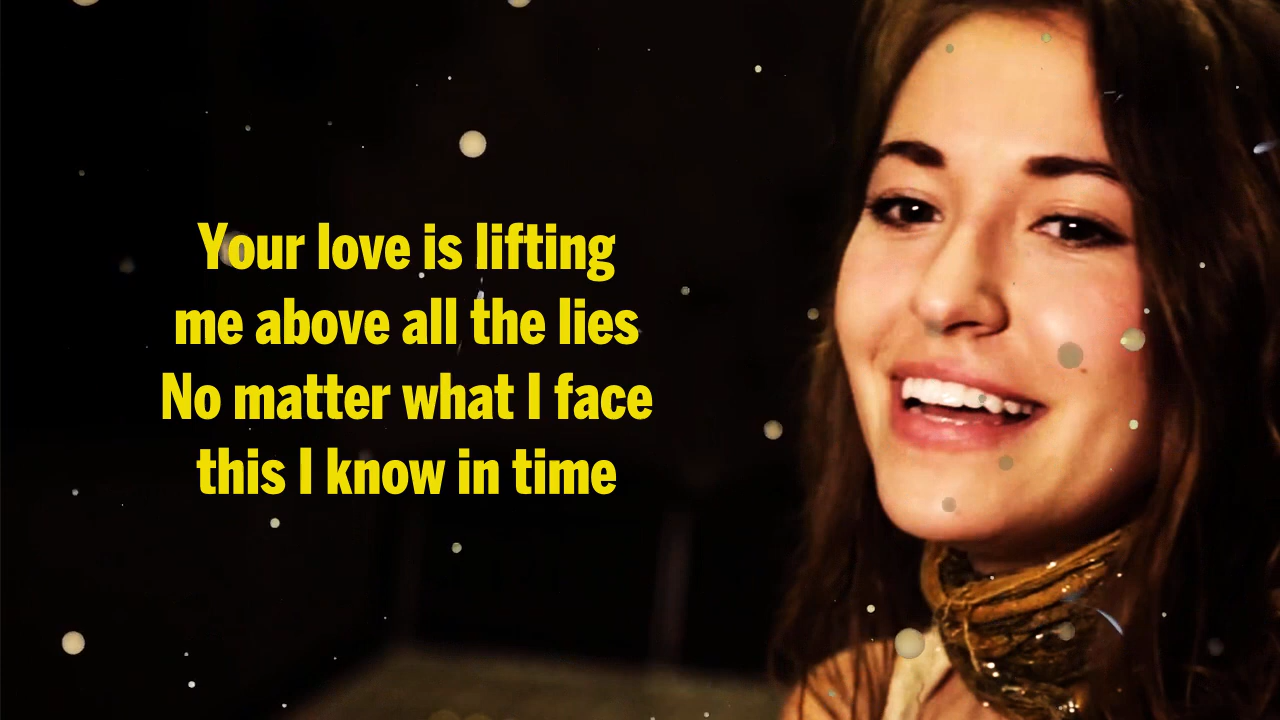 Your love is lifting
me above all the lies
No matter what I face
this I know in time